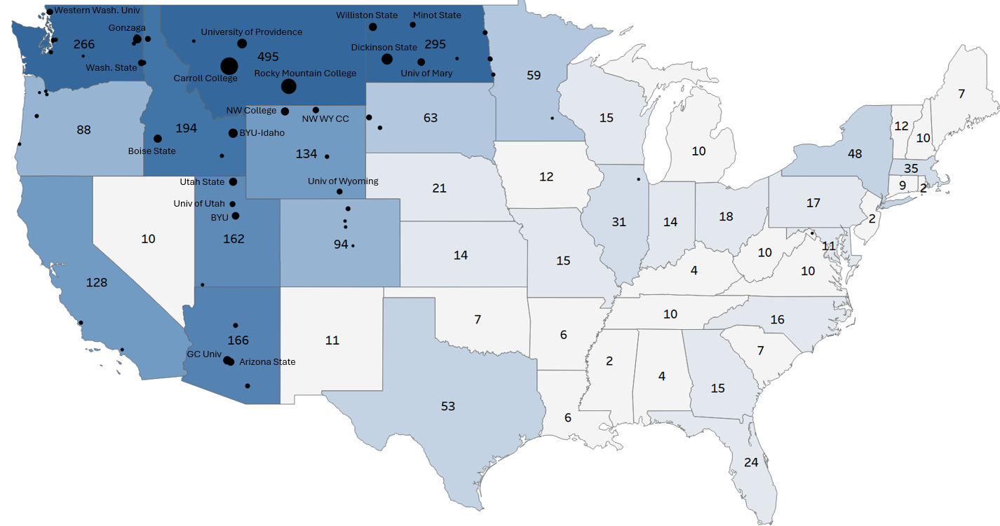 Western Wash. Univ
Williston State
Minot State
Gonzaga
University of Providence
266
495
Dickinson State
295
Wash. State
Carroll College
Rocky Mountain College
Univ of Mary
59
7
NW College
NW WY CC
63
15
88
194
BYU-Idaho
12
10
Boise State
134
10
48
35
Utah State
Univ of Wyoming
21
12
9
2
Univ of Utah
BYU
17
10
162
94
31
14
18
2
14
15
4
10
11
10
128
7
10
16
166
11
6
7
GC Univ
Arizona State
2
4
15
53
6
24